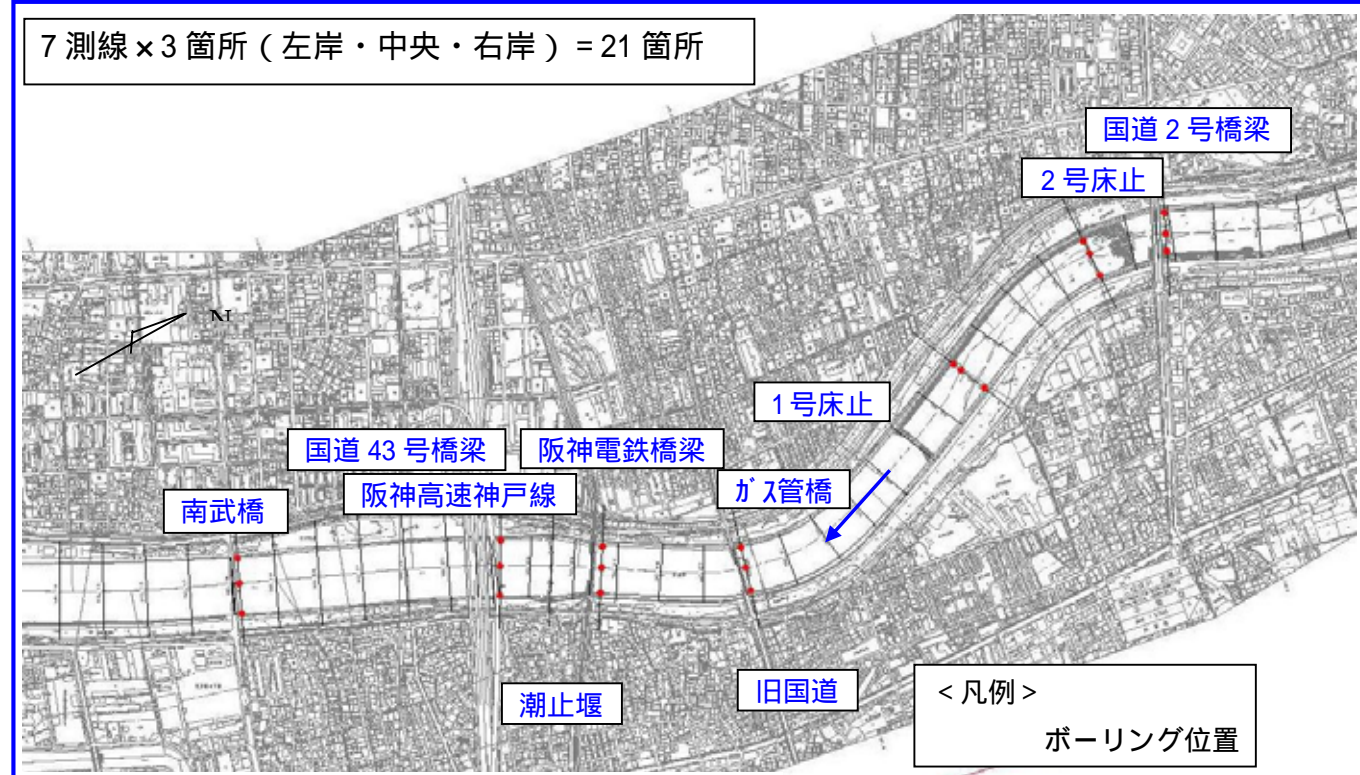 7 測線 × 3 箇所 ( 左岸・中央・右岸 ) = 21 箇所
国道 2 号橋梁
2 号床止
N
1 号床止
国道 43 号橋梁
阪神電鉄橋梁
阪神高速神戸線
ガス管橋
南武橋
潮止堰
旧国道
< 凡例 >
ボーリング位置